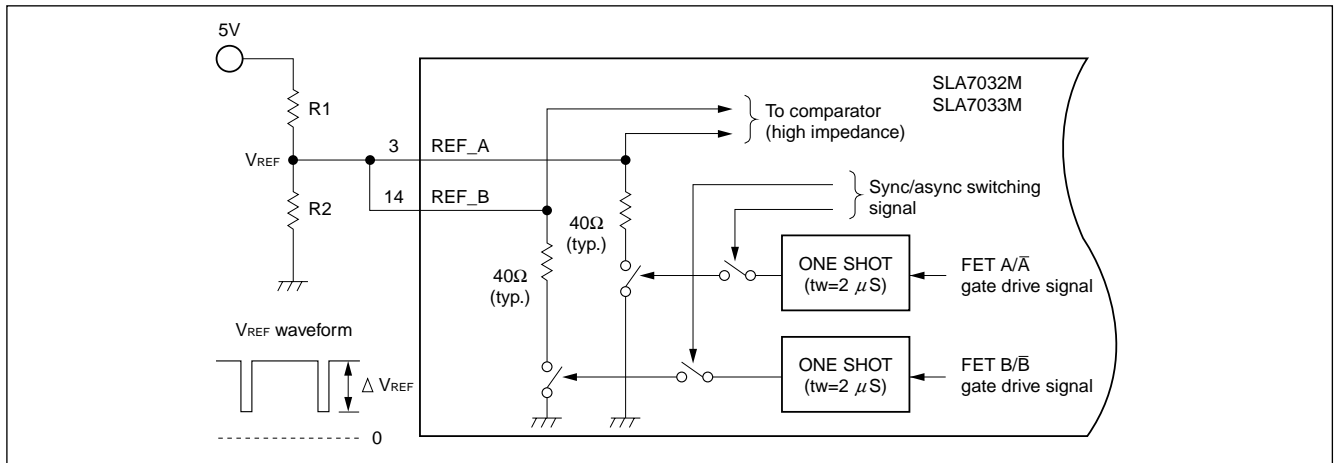 5V
R1
VREF
R2
3 REF_A
14 REF_B
SLA7032M
SLA7033M
To comparator
(high impedance)
Sync/async switching
signal
40Ω
(typ.)
40Ω
(typ.)
ONE SHOT
(tw=2 μS)
FET A/A̅
gate drive signal
ONE SHOT
(tw=2 μS)
FET B/B̅
gate drive signal
VREF waveform
Δ VREF
0